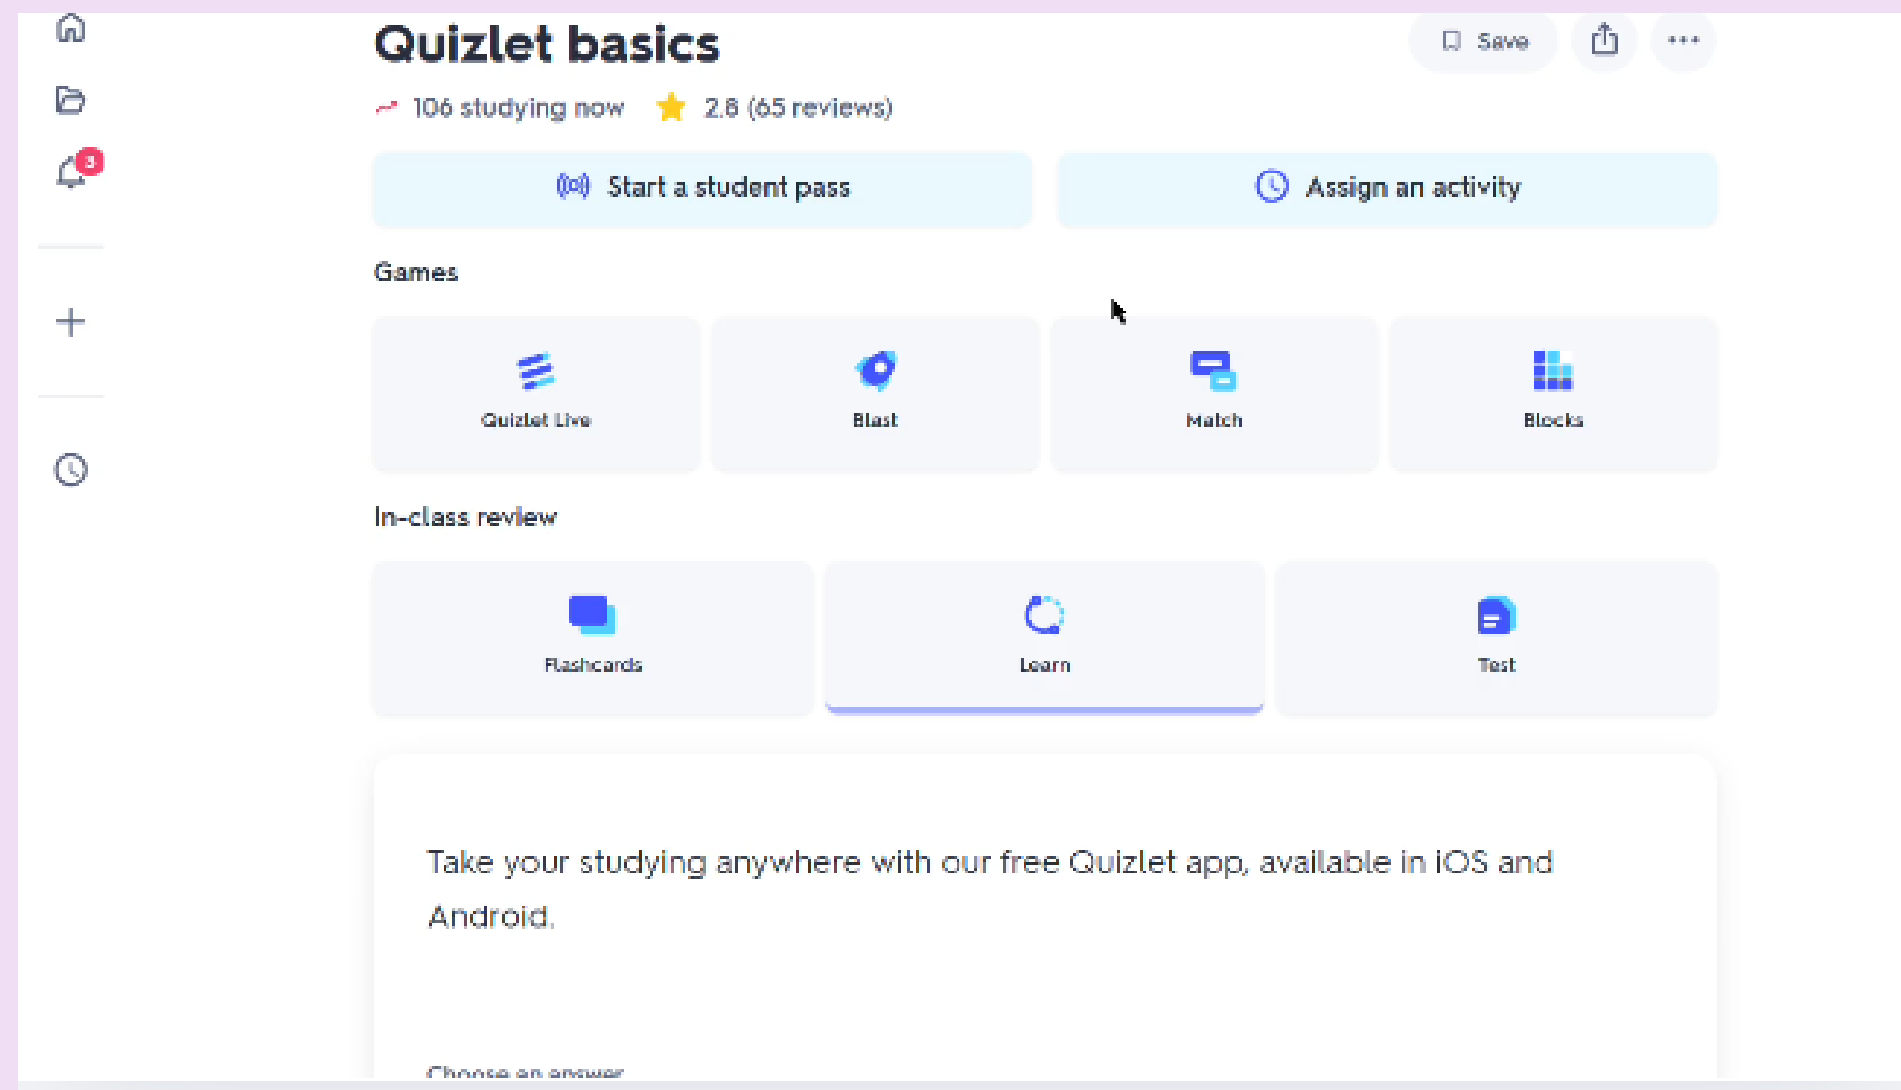 Quizlet basics
Save
106 studying now 2.8 (65 reviews)
3
Start a student pass
Assign an activity
Games
Quizlet Live
Blast
Match
Blocks
In-class review
Flashcards
Learn
Test
Take your studying anywhere with our free Quizlet app, available in iOS and
Android.
Choose an answer